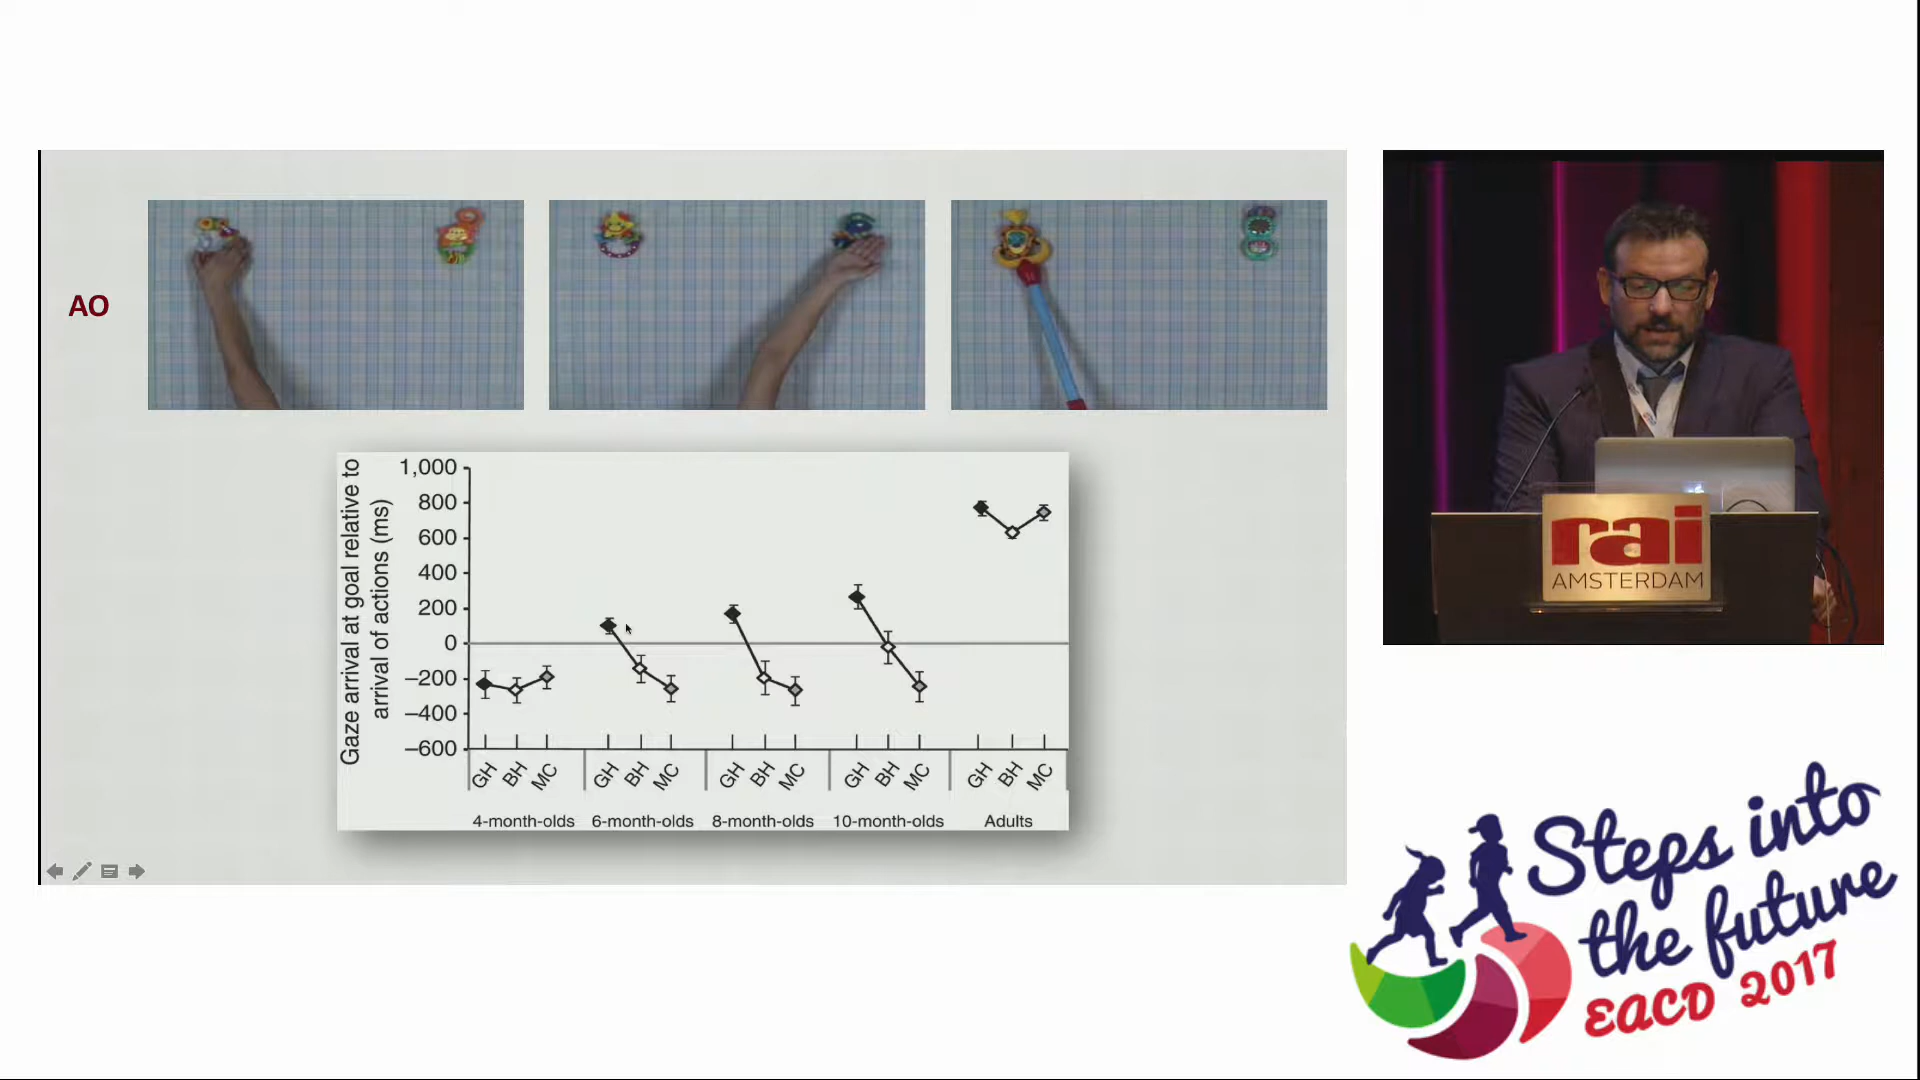 AO
Gaze arrival at goal relative to
arrival of actions (ms)
1,000
800
600
400
200
0
−200
−400
−600
GH BH MC GH BH MC GH BH MC GH BH MC GH BH MC
4-month-olds 6-month-olds 8-month-olds 10-month-olds Adults
rai
AMSTERDAM
Steps into
the future
EACD 2017